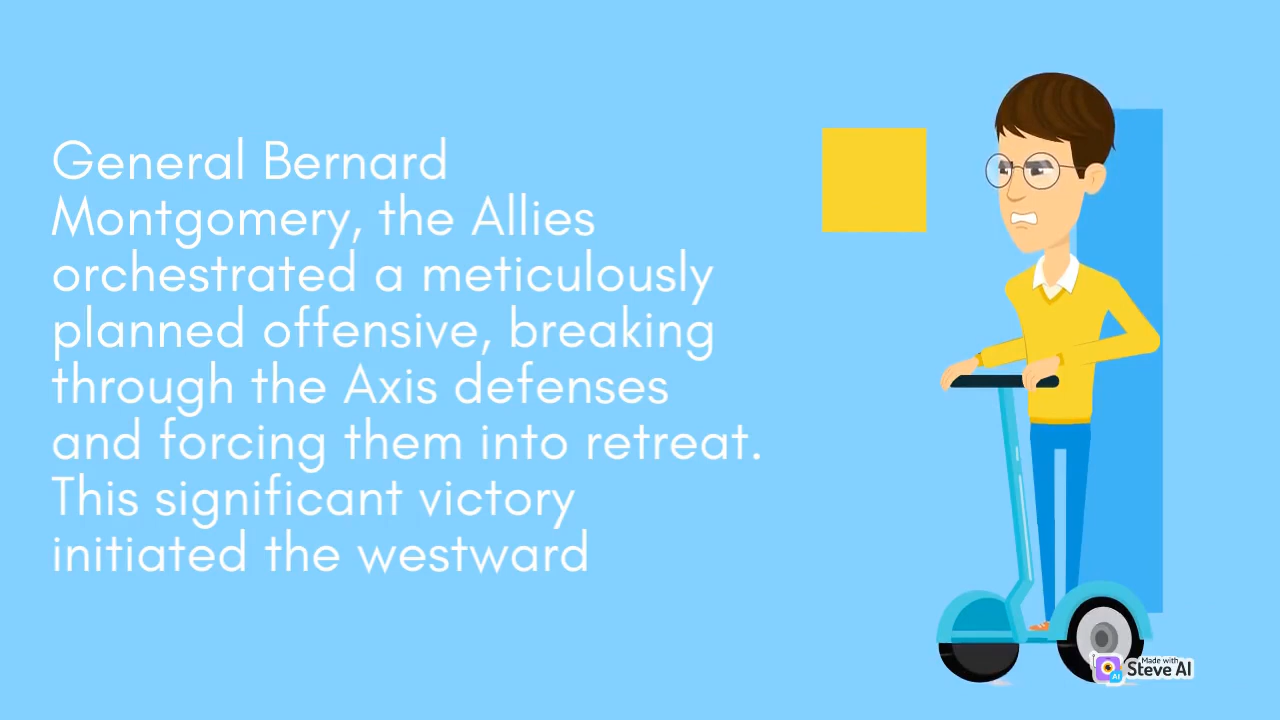 General Bernard
Montgomery, the Allies
orchestrated a meticulously
planned offensive, breaking
through the Axis defenses
and forcing them into retreat.
This significant victory
initiated the westward
Made with
Steve AI
AI